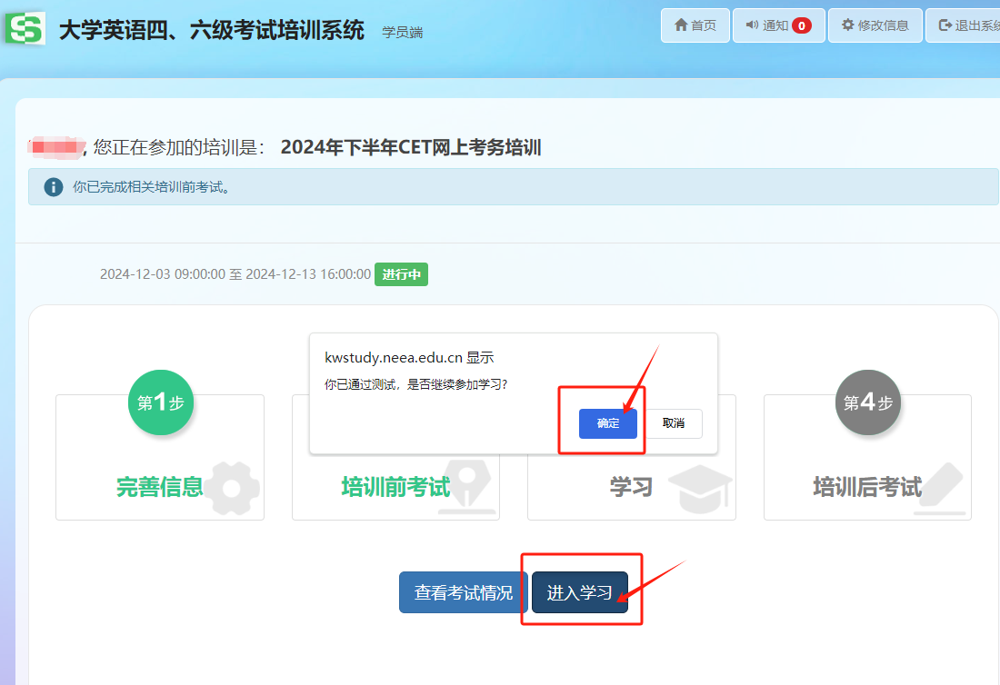 大学英语四、六级考试培训系统 学员端
首页 通知 0 修改信息 退出系统
, 您正在参加的培训是： 2024年下半年CET网上考务培训
你已完成相关培训前考试。
2024-12-03 09:00:00 至 2024-12-13 16:00:00 进行中
kwstudy.neea.edu.cn 显示
你已通过测试，是否继续参加学习?
确定 取消
第1步
第4步
完善信息
培训前考试
学习
培训后考试
查看考试情况 进入学习